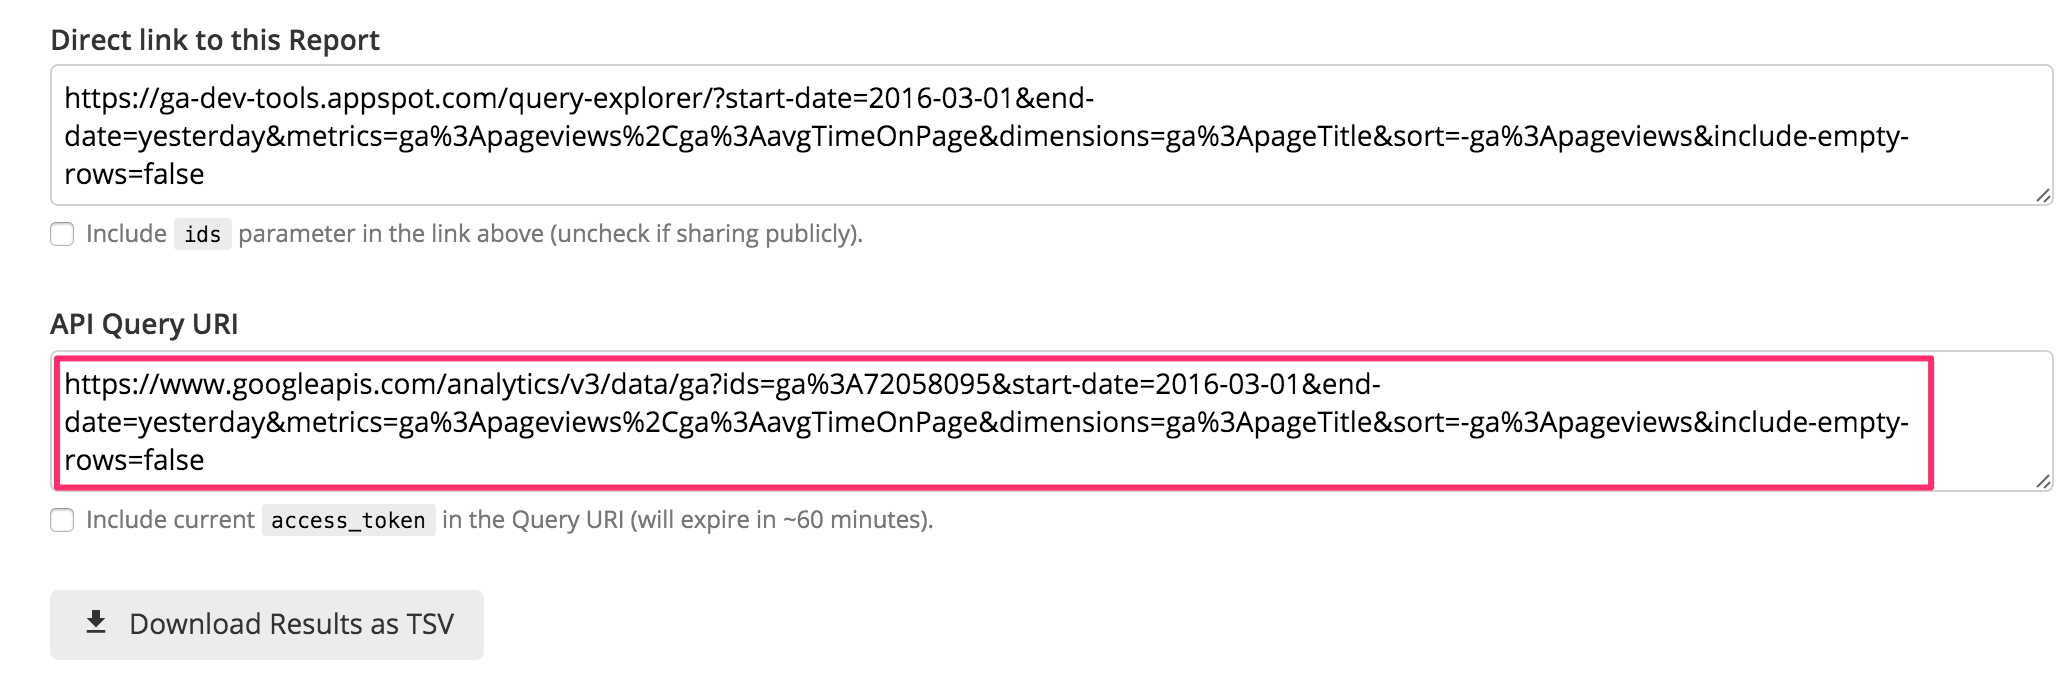 Direct link to this Report
https://ga-dev-tools.appspot.com/query-explorer/?start-date=2016-03-01&end-
date=yesterday&metrics=ga%3Apageviews%2Cga%3AavgTimeOnPage&dimensions=ga%3ApageTitle&sort=-ga%3Apageviews&include-empty-
rows=false
Include ids parameter in the link above (uncheck if sharing publicly).
API Query URI
https://www.googleapis.com/analytics/v3/data/ga?ids=ga%3A72058095&start-date=2016-03-01&end-
date=yesterday&metrics=ga%3Apageviews%2Cga%3AavgTimeOnPage&dimensions=ga%3ApageTitle&sort=-ga%3Apageviews&include-empty-
rows=false
Include current access_token in the Query URI (will expire in ~60 minutes).
Download Results as TSV